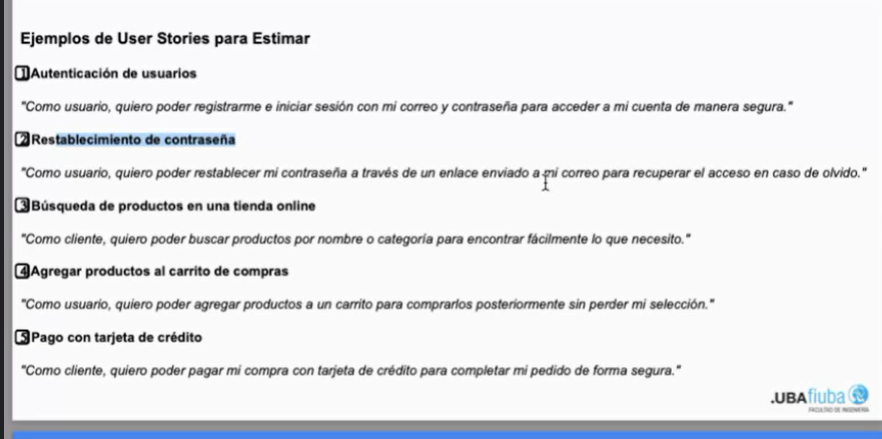 Ejemplos de User Stories para Estimar
1 Autenticación de usuarios
"Como usuario, quiero poder registrarme e iniciar sesión con mi correo y contraseña para acceder a mi cuenta de manera segura."
2 Restablecimiento de contraseña
"Como usuario, quiero poder restablecer mi contraseña a través de un enlace enviado a mi correo para recuperar el acceso en caso de olvido."
3 Búsqueda de productos en una tienda online
"Como cliente, quiero poder buscar productos por nombre o categoría para encontrar fácilmente lo que necesito."
4 Agregar productos al carrito de compras
"Como usuario, quiero poder agregar productos a un carrito para comprarlos posteriormente sin perder mi selección."
5 Pago con tarjeta de crédito
"Como cliente, quiero poder pagar mi compra con tarjeta de crédito para completar mi pedido de forma segura."
.UBAfiuba
FACULTAD DE INGENIERÍA